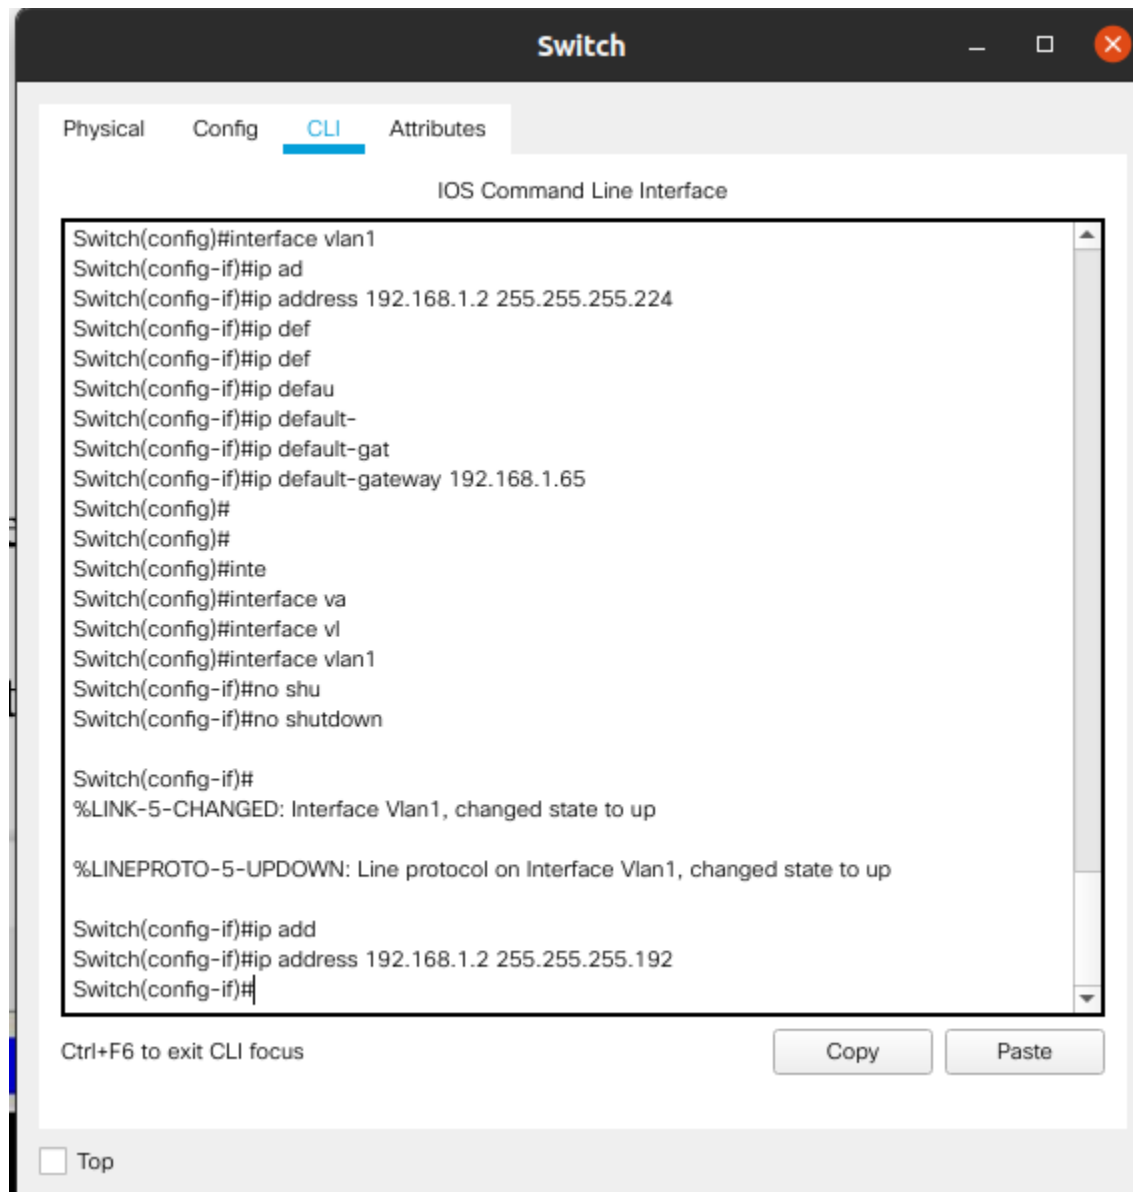 Switch
Physical Config CLI Attributes
IOS Command Line Interface
Switch(config)#interface vlan1
Switch(config-if)#ip ad
Switch(config-if)#ip address 192.168.1.2 255.255.255.224
Switch(config-if)#ip def
Switch(config-if)#ip def
Switch(config-if)#ip defau
Switch(config-if)#ip default-
Switch(config-if)#ip default-gat
Switch(config-if)#ip default-gateway 192.168.1.65
Switch(config)#
Switch(config)#
Switch(config)#inte
Switch(config)#interface va
Switch(config)#interface vl
Switch(config)#interface vlan1
Switch(config-if)#no shu
Switch(config-if)#no shutdown
Switch(config-if)#
%LINK-5-CHANGED: Interface Vlan1, changed state to up
%LINEPROTO-5-UPDOWN: Line protocol on Interface Vlan1, changed state to up
Switch(config-if)#ip add
Switch(config-if)#ip address 192.168.1.2 255.255.255.192
Switch(config-if)#
Ctrl+F6 to exit CLI focus
Copy
Paste
Top